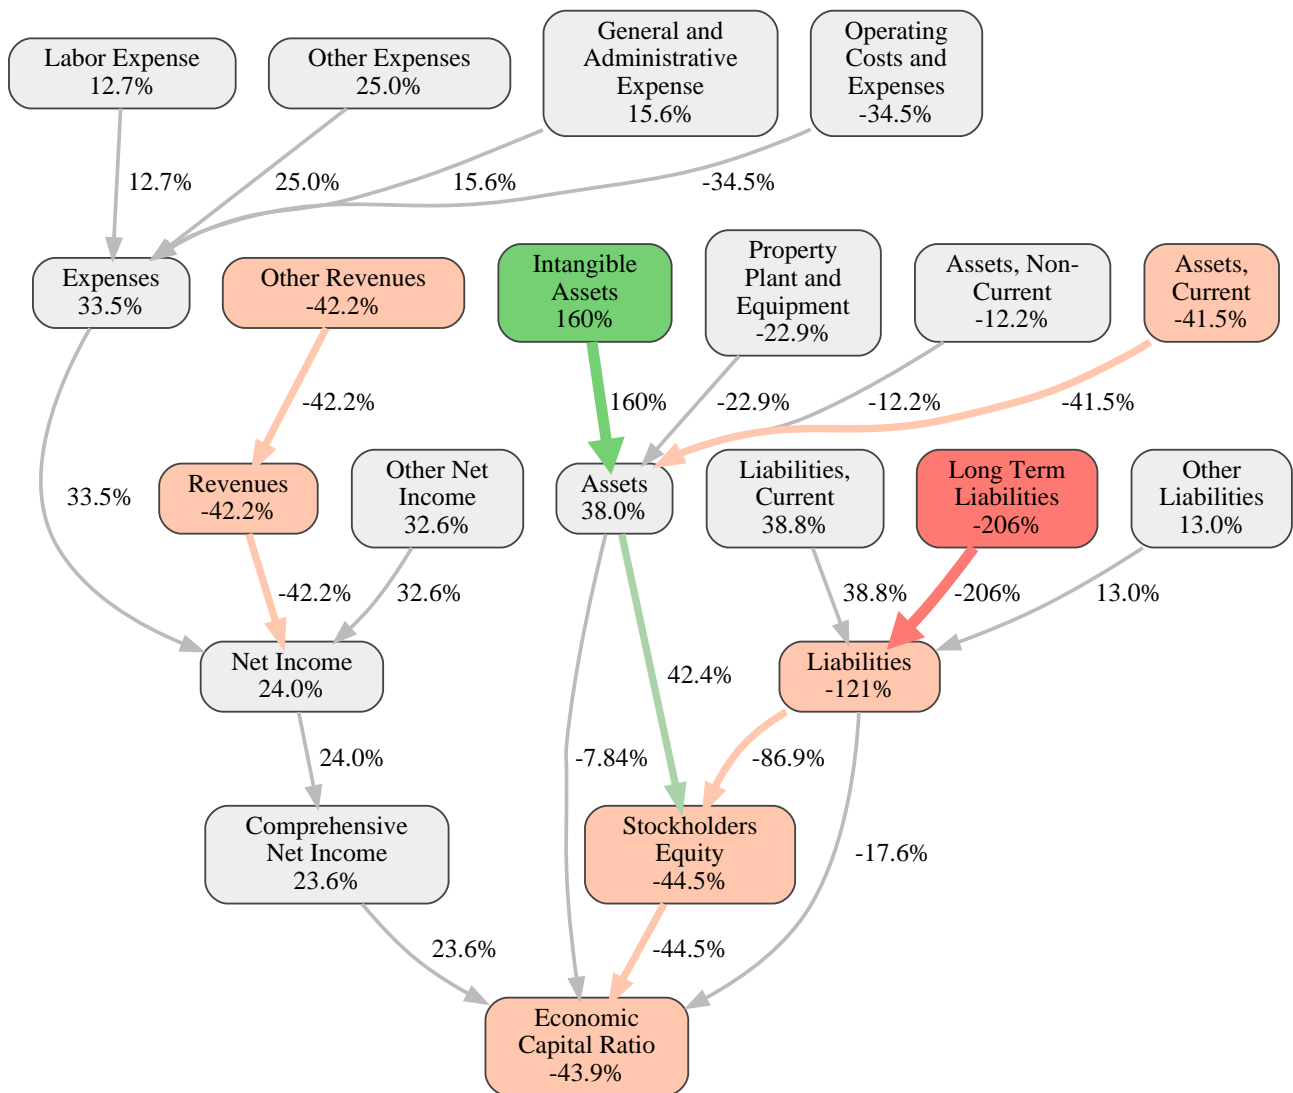 Labor Expense
12.7%
Other Expenses
25.0%
General and
Administrative
Expense
15.6%
Operating
Costs and
Expenses
-34.5%
12.7%
25.0%
15.6%
-34.5%
Expenses
33.5%
Other Revenues
-42.2%
Intangible
Assets
160%
Property
Plant and
Equipment
-22.9%
Assets, Non-
Current
-12.2%
Assets,
Current
-41.5%
-42.2%
160%
-22.9%
-12.2%
-41.5%
33.5%
Revenues
-42.2%
Other Net
Income
32.6%
Assets
38.0%
Liabilities,
Current
38.8%
Long Term
Liabilities
-206%
Other
Liabilities
13.0%
-42.2%
32.6%
38.8%
-206%
13.0%
Net Income
24.0%
42.4%
Liabilities
-121%
24.0%
-7.84%
-86.9%
Comprehensive
Net Income
23.6%
Stockholders
Equity
-44.5%
-17.6%
23.6%
-44.5%
Economic
Capital Ratio
-43.9%